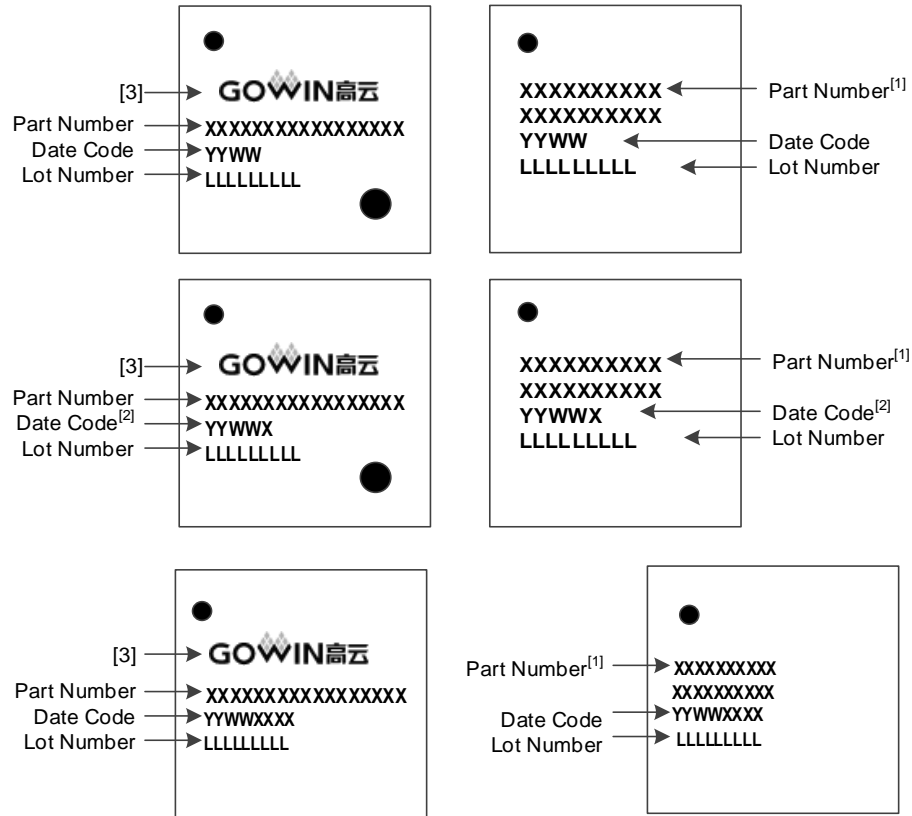 [3] GOWIN高云
Part Number XXXXXXXXXXXXXXXXX
Date Code YYWW
Lot Number LLLLLLLLL
XXXXXXXXXX Part Number[1]
XXXXXXXXXX
YYWW Date Code
LLLLLLLLL Lot Number
[3] GOWIN高云
Part Number XXXXXXXXXXXXXXXXX
Date Code[2] YYWWX
Lot Number LLLLLLLLL
XXXXXXXXXX Part Number[1]
XXXXXXXXXX
YYWWX Date Code[2]
LLLLLLLLL Lot Number
[3] GOWIN高云
Part Number XXXXXXXXXXXXXXXXX
Date Code YYWWXXXX
Lot Number LLLLLLLLL
Part Number[1] XXXXXXXXXX
XXXXXXXXXX
Date Code YYWWXXXX
Lot Number LLLLLLLLL